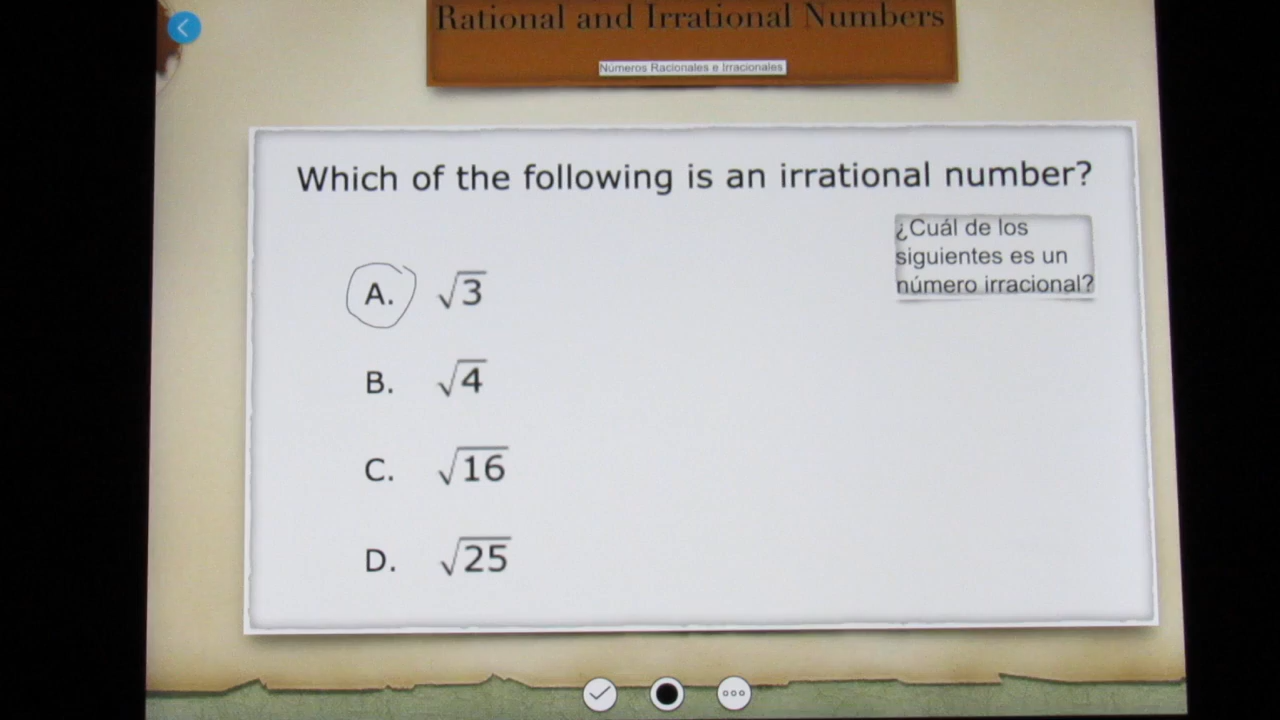 Rational and Irrational Numbers
Números Racionales e Irracionales
Which of the following is an irrational number?
¿Cuál de los
siguientes es un
número irracional?
A. √3
B. √4
C. √16
D. √25